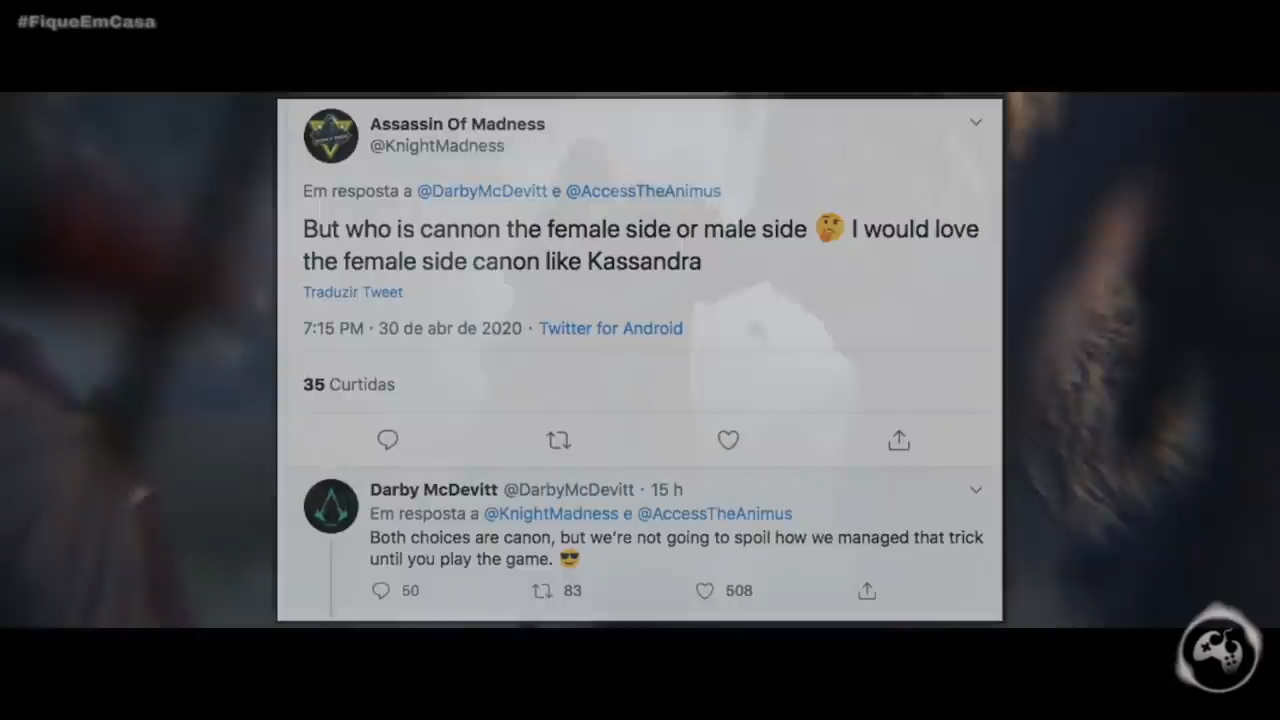 #FiqueEmCasa
Assassin Of Madness
@KnightMadness
Em resposta a @DarbyMcDevitt e @AccessTheAnimus
But who is cannon the female side or male side 🤔 I would love
the female side canon like Kassandra
Traduzir Tweet
7:15 PM · 30 de abr de 2020 · Twitter for Android
35 Curtidas
Darby McDevitt @DarbyMcDevitt · 15 h
Em resposta a @KnightMadness e @AccessTheAnimus
Both choices are canon, but we're not going to spoil how we managed that trick
until you play the game. 😎
50 83 508